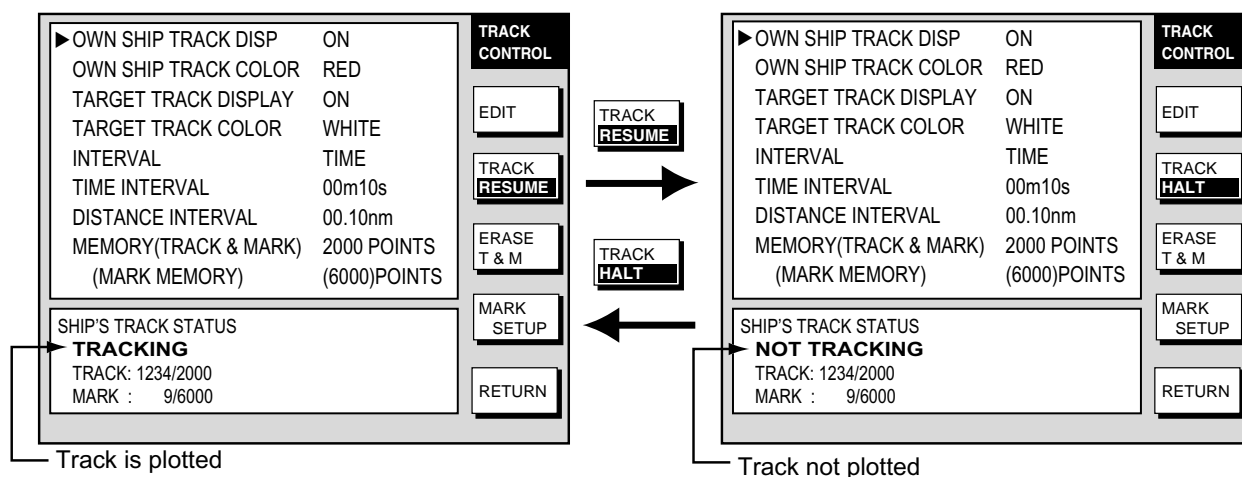 ▶OWN SHIP TRACK DISP ON
OWN SHIP TRACK COLOR RED
TARGET TRACK DISPLAY ON
TARGET TRACK COLOR WHITE
INTERVAL TIME
TIME INTERVAL 00m10s
DISTANCE INTERVAL 00.10nm
MEMORY(TRACK & MARK) 2000 POINTS
(MARK MEMORY) (6000)POINTS
SHIP'S TRACK STATUS
TRACKING
TRACK: 1234/2000
MARK : 9/6000
TRACK
CONTROL
EDIT
TRACK
RESUME
ERASE
T & M
MARK
SETUP
RETURN
Track is plotted
TRACK
RESUME
TRACK
HALT
▶OWN SHIP TRACK DISP ON
OWN SHIP TRACK COLOR RED
TARGET TRACK DISPLAY ON
TARGET TRACK COLOR WHITE
INTERVAL TIME
TIME INTERVAL 00m10s
DISTANCE INTERVAL 00.10nm
MEMORY(TRACK & MARK) 2000 POINTS
(MARK MEMORY) (6000)POINTS
SHIP'S TRACK STATUS
NOT TRACKING
TRACK: 1234/2000
MARK : 9/6000
TRACK
CONTROL
EDIT
TRACK
HALT
ERASE
T & M
MARK
SETUP
RETURN
Track not plotted